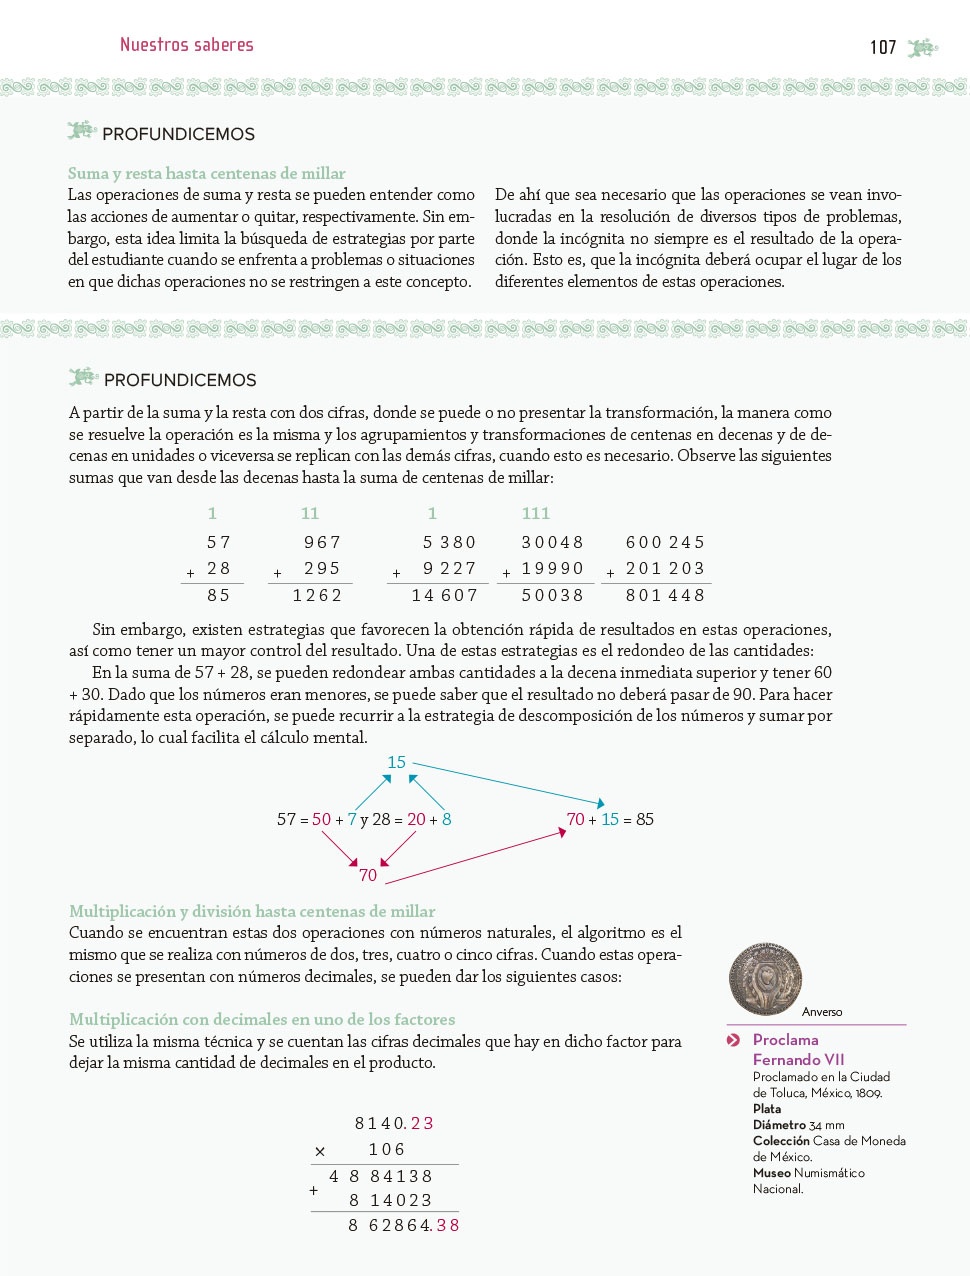 Nuestros saberes
107
PROFUNDICEMOS
Suma y resta hasta centenas de millar
Las operaciones de suma y resta se pueden entender como
las acciones de aumentar o quitar, respectivamente. Sin em-
bargo, esta idea limita la búsqueda de estrategias por parte
del estudiante cuando se enfrenta a problemas o situaciones
en que dichas operaciones no se restringen a este concepto.
De ahí que sea necesario que las operaciones se vean invo-
lucradas en la resolución de diversos tipos de problemas,
donde la incógnita no siempre es el resultado de la opera-
ción. Esto es, que la incógnita deberá ocupar el lugar de los
diferentes elementos de estas operaciones.
PROFUNDICEMOS
A partir de la suma y la resta con dos cifras, donde se puede o no presentar la transformación, la manera como
se resuelve la operación es la misma y los agrupamientos y transformaciones de centenas en decenas y de de-
cenas en unidades o viceversa se replican con las demás cifras, cuando esto es necesario. Observe las siguientes
sumas que van desde las decenas hasta la suma de centenas de millar:
1 11 1 111
57 967 5 380 30048 600 245
+ 28 + 295 + 9 227 + 19990 + 201 203
85 1262 14 607 50038 801 448
Sin embargo, existen estrategias que favorecen la obtención rápida de resultados en estas operaciones,
así como tener un mayor control del resultado. Una de estas estrategias es el redondeo de las cantidades:
En la suma de 57 + 28, se pueden redondear ambas cantidades a la decena inmediata superior y tener 60
+ 30. Dado que los números eran menores, se puede saber que el resultado no deberá pasar de 90. Para hacer
rápidamente esta operación, se puede recurrir a la estrategia de descomposición de los números y sumar por
separado, lo cual facilita el cálculo mental.
15
57 = 50 + 7 y 28 = 20 + 8 70 + 15 = 85
70
Multiplicación y división hasta centenas de millar
Cuando se encuentran estas dos operaciones con números naturales, el algoritmo es el
mismo que se realiza con números de dos, tres, cuatro o cinco cifras. Cuando estas opera-
ciones se presentan con números decimales, se pueden dar los siguientes casos:
Multiplicación con decimales en uno de los factores
Se utiliza la misma técnica y se cuentan las cifras decimales que hay en dicho factor para
dejar la misma cantidad de decimales en el producto.
8140.23
× 106
4 8 84138
+ 8 14023
8 62864.38
Anverso
Proclama
Fernando VII
Proclamado en la Ciudad
de Toluca, México, 1809.
Plata
Diámetro 34 mm
Colección Casa de Moneda
de México.
Museo Numismático
Nacional.